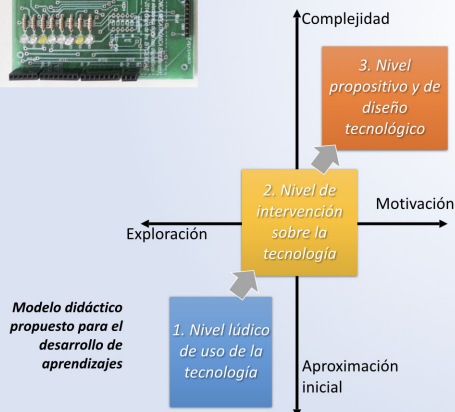 Complejidad
3. Nivel
propositivo y de
diseño
tecnológico
2. Nivel de
intervención
sobre la
tecnología
Motivación
Exploración
Modelo didáctico
propuesto para el
desarrollo de
aprendizajes
1. Nivel lúdico
de uso de la
tecnología
Aproximación
inicial